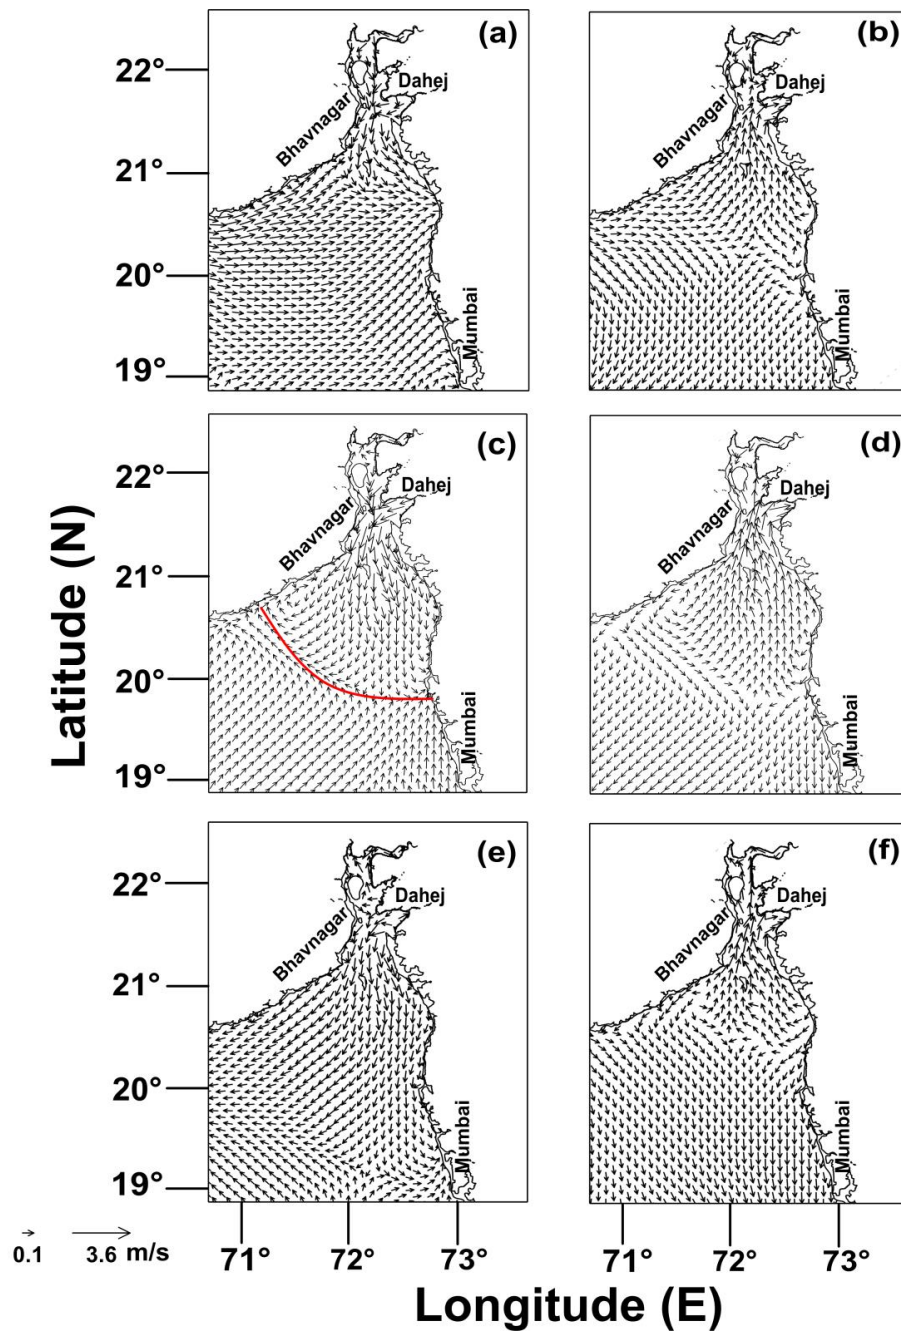 (a)
(b)
22°
Dahej
Dahej
Bhavnagar
Bhavnagar
21°
20°
Mumbai
Mumbai
19°
(c)
(d)
22°
Dahej
Dahej
Bhavnagar
Bhavnagar
21°
20°
Mumbai
Mumbai
19°
Latitude (N)
(e)
(f)
22°
Dahej
Dahej
Bhavnagar
Bhavnagar
21°
20°
Mumbai
Mumbai
19°
0.1 3.6 m/s
71° 72° 73° 71° 72° 73°
Longitude (E)